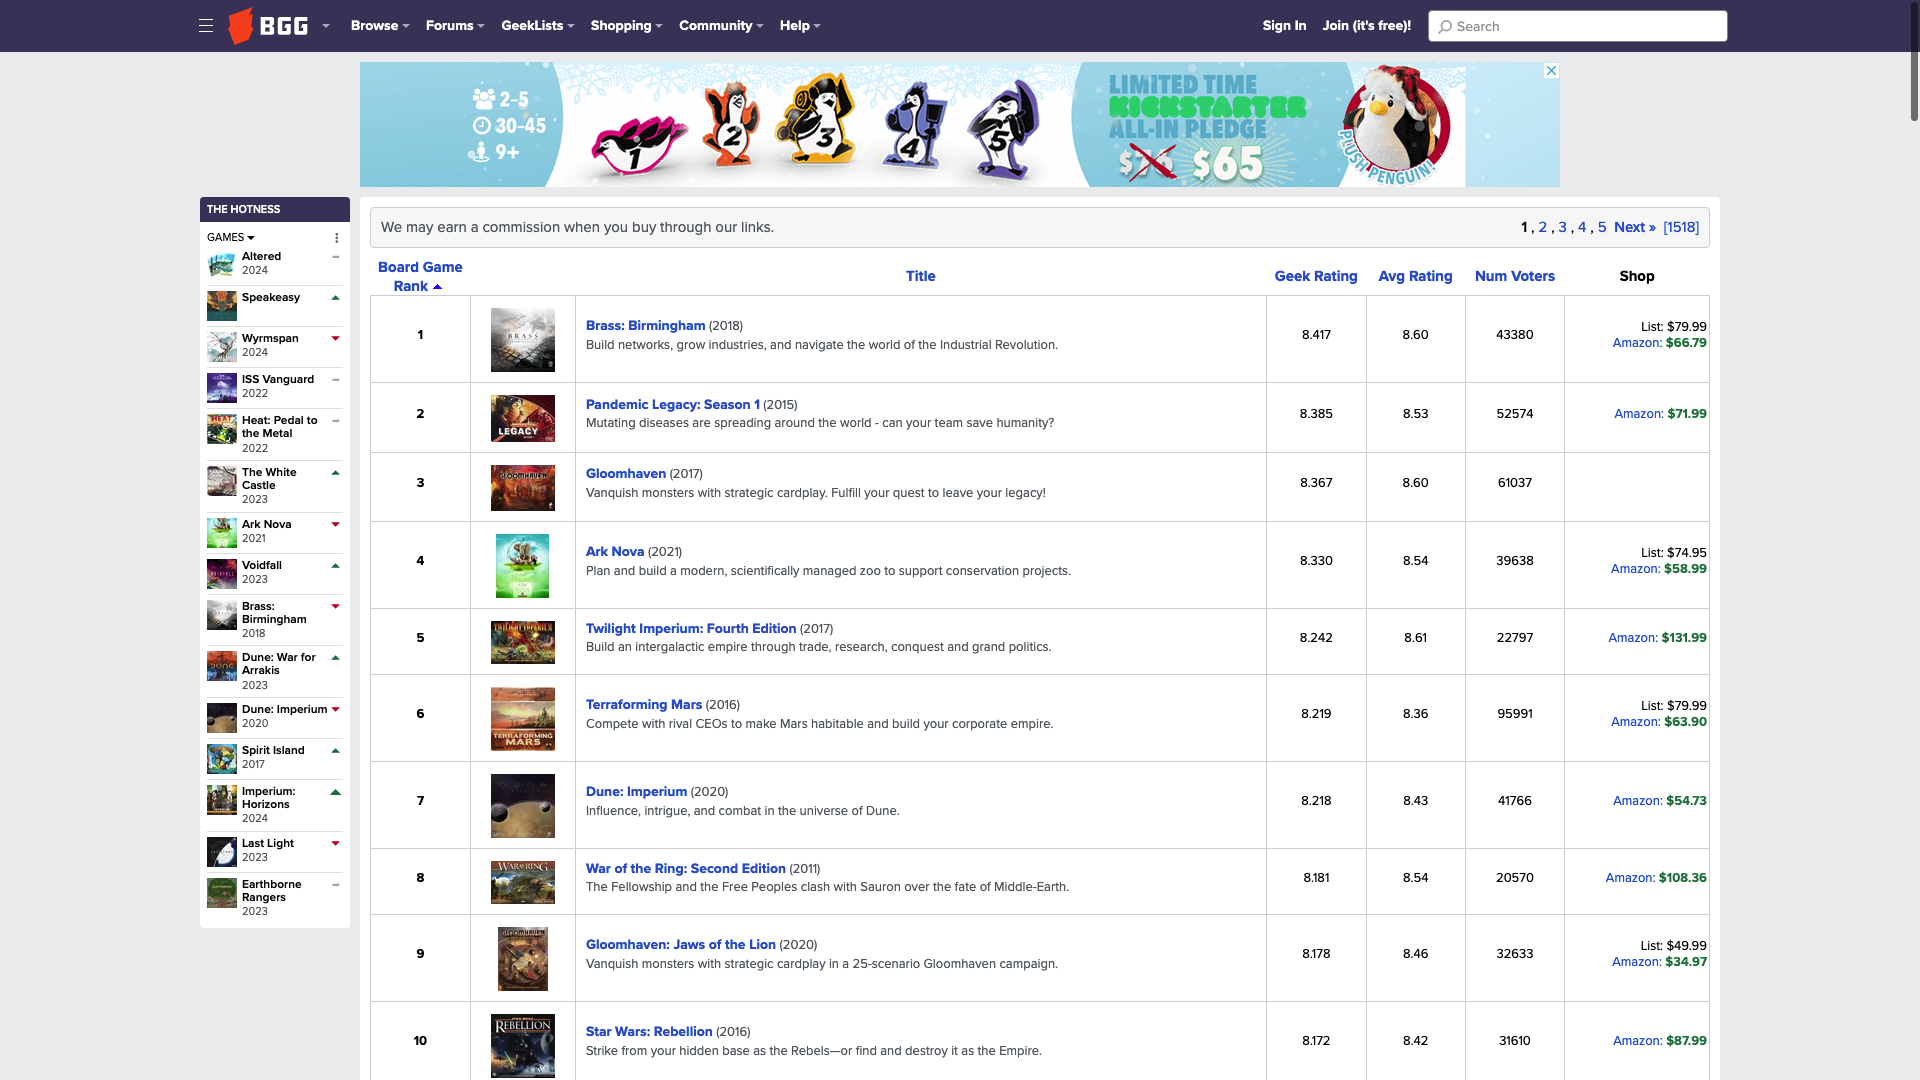 BGG
Browse
Forums
GeekLists
Shopping
Community
Help
Sign In
Join (it's free)!
Search
2-5
30-45
9+
1
2
3
4
5
LIMITED TIME
KICKSTARTER
ALL-IN PLEDGE
$65
PLUSH PENGUIN!
THE HOTNESS
GAMES
Altered
2024
Speakeasy
Wyrmspan
2024
ISS Vanguard
2022
Heat: Pedal to
the Metal
2022
The White
Castle
2023
Ark Nova
2021
Voidfall
2023
Brass:
Birmingham
2018
Dune: War for
Arrakis
2023
Dune: Imperium
2020
Spirit Island
2017
Imperium:
Horizons
2024
Last Light
2023
Earthborne
Rangers
2023
We may earn a commission when you buy through our links.
1 , 2 , 3 , 4 , 5 Next » [1518]
Board Game
Rank
Title
Geek Rating
Avg Rating
Num Voters
Shop
1
BRASS
Brass: Birmingham (2018)
Build networks, grow industries, and navigate the world of the Industrial Revolution.
8.417
8.60
43380
List: $79.99
Amazon: $66.79
2
LEGACY
Pandemic Legacy: Season 1 (2015)
Mutating diseases are spreading around the world - can your team save humanity?
8.385
8.53
52574
Amazon: $71.99
3
GLOOMHAVEN
Gloomhaven (2017)
Vanquish monsters with strategic cardplay. Fulfill your quest to leave your legacy!
8.367
8.60
61037
4
Ark Nova (2021)
Plan and build a modern, scientifically managed zoo to support conservation projects.
8.330
8.54
39638
List: $74.95
Amazon: $58.99
5
TWILIGHT IMPERIUM
Twilight Imperium: Fourth Edition (2017)
Build an intergalactic empire through trade, research, conquest and grand politics.
8.242
8.61
22797
Amazon: $131.99
6
TERRAFORMING
MARS
Terraforming Mars (2016)
Compete with rival CEOs to make Mars habitable and build your corporate empire.
8.219
8.36
95991
List: $79.99
Amazon: $63.90
7
Dune: Imperium (2020)
Influence, intrigue, and combat in the universe of Dune.
8.218
8.43
41766
Amazon: $54.73
8
WAR OF THE RING
War of the Ring: Second Edition (2011)
The Fellowship and the Free Peoples clash with Sauron over the fate of Middle-Earth.
8.181
8.54
20570
Amazon: $108.36
9
GLOOMHAVEN
Gloomhaven: Jaws of the Lion (2020)
Vanquish monsters with strategic cardplay in a 25-scenario Gloomhaven campaign.
8.178
8.46
32633
List: $49.99
Amazon: $34.97
10
STAR WARS
REBELLION
Star Wars: Rebellion (2016)
Strike from your hidden base as the Rebels—or find and destroy it as the Empire.
8.172
8.42
31610
Amazon: $87.99